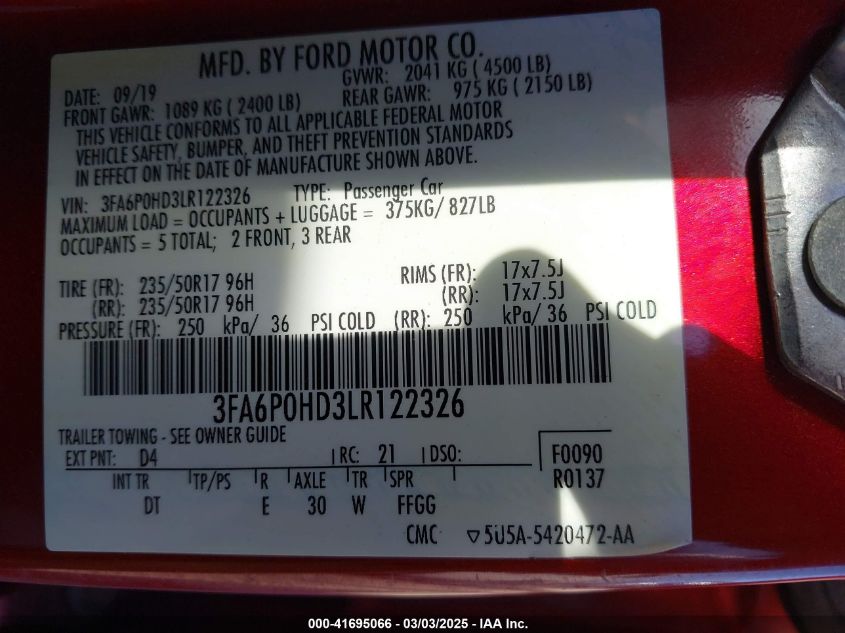 MFD. BY FORD MOTOR CO.
DATE: 09/19 GVWR: 2041 KG ( 4500 LB)
FRONT GAWR: 1089 KG ( 2400 LB) REAR GAWR: 975 KG ( 2150 LB)
THIS VEHICLE CONFORMS TO ALL APPLICABLE FEDERAL MOTOR
VEHICLE SAFETY, BUMPER, AND THEFT PREVENTION STANDARDS
IN EFFECT ON THE DATE OF MANUFACTURE SHOWN ABOVE.
VIN: 3FA6P0HD3LR122326 TYPE: Passenger Car
MAXIMUM LOAD = OCCUPANTS + LUGGAGE = 375KG/ 827LB
OCCUPANTS = 5 TOTAL; 2 FRONT, 3 REAR
TIRE (FR): 235/50R17 96H RIMS (FR): 17x7.5J
(RR): 235/50R17 96H (RR): 17x7.5J
PRESSURE (FR): 250 kPa/ 36 PSI COLD (RR): 250 kPa/ 36 PSI COLD
3FA6P0HD3LR122326
TRAILER TOWING - SEE OWNER GUIDE
EXT PNT: D4 RC: 21 DSO: F0090
INT TR TP/PS R AXLE TR SPR R0137
DT E 30 W FFGG
CMC ▽5U5A-5420472-AA
000-41695066 - 03/03/2025 - IAA Inc.